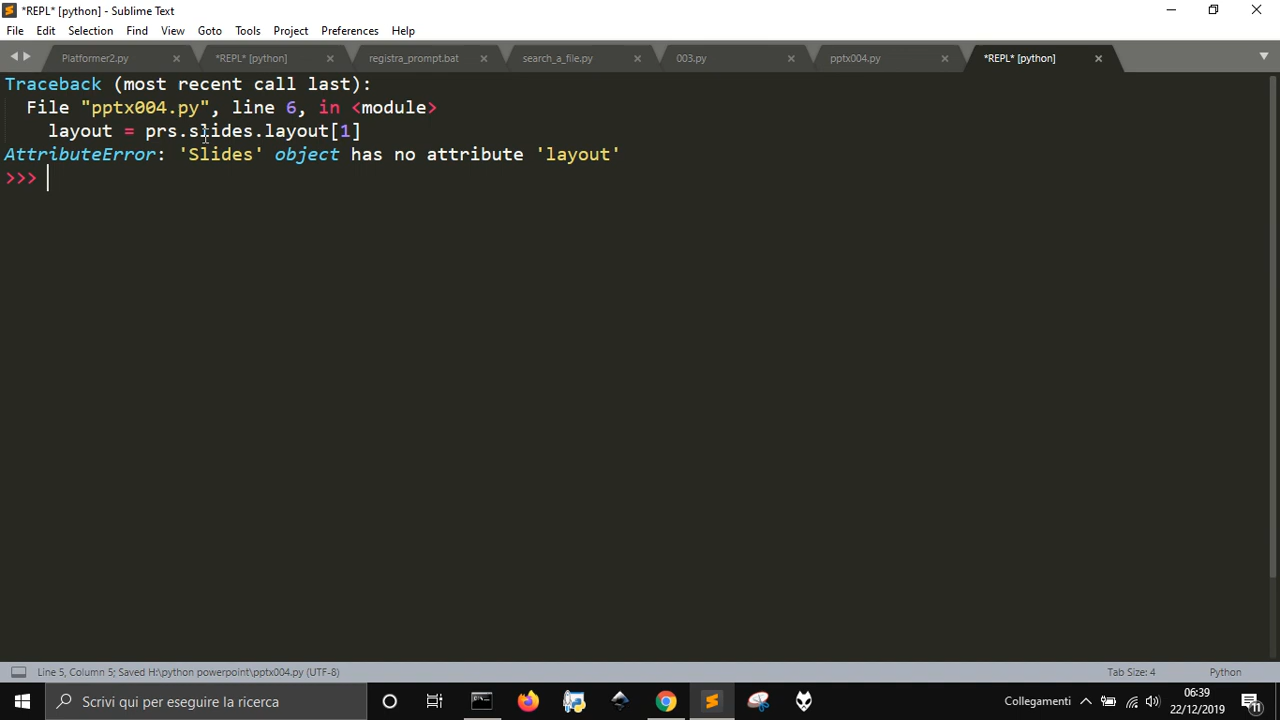 *REPL* [python] - Sublime Text
File Edit Selection Find View Goto Tools Project Preferences Help
Platformer2.py *REPL* [python] registra_prompt.bat search_a_file.py 003.py pptx004.py *REPL* [python]
Traceback (most recent call last):
  File "pptx004.py", line 6, in <module>
    layout = prs.slides.layout[1]
AttributeError: 'Slides' object has no attribute 'layout'
>>>
Line 5, Column 5; Saved H:\python powerpoint\pptx004.py (UTF-8) Tab Size: 4 Python
Scrivi qui per eseguire la ricerca Collegamenti 06:39
22/12/2019 11